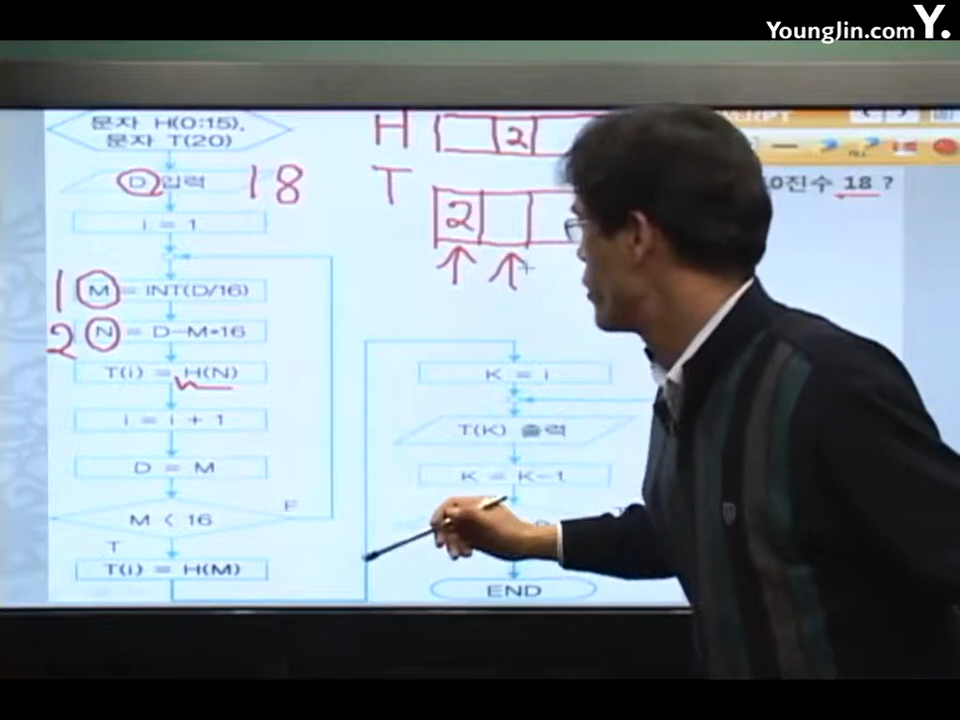 YoungJin.com Y.
문자 H(0:15),
문자 T(20)
D 입력
18
i = 1
1 M = INT(D/16)
2 N = D-M*16
T(i) = H(N)
i = i + 1
D = M
M < 16
F
T
T(i) = H(M)
H
2
T
2
0진수 18 ?
K = i
T(K) 출력
K = K-1
END